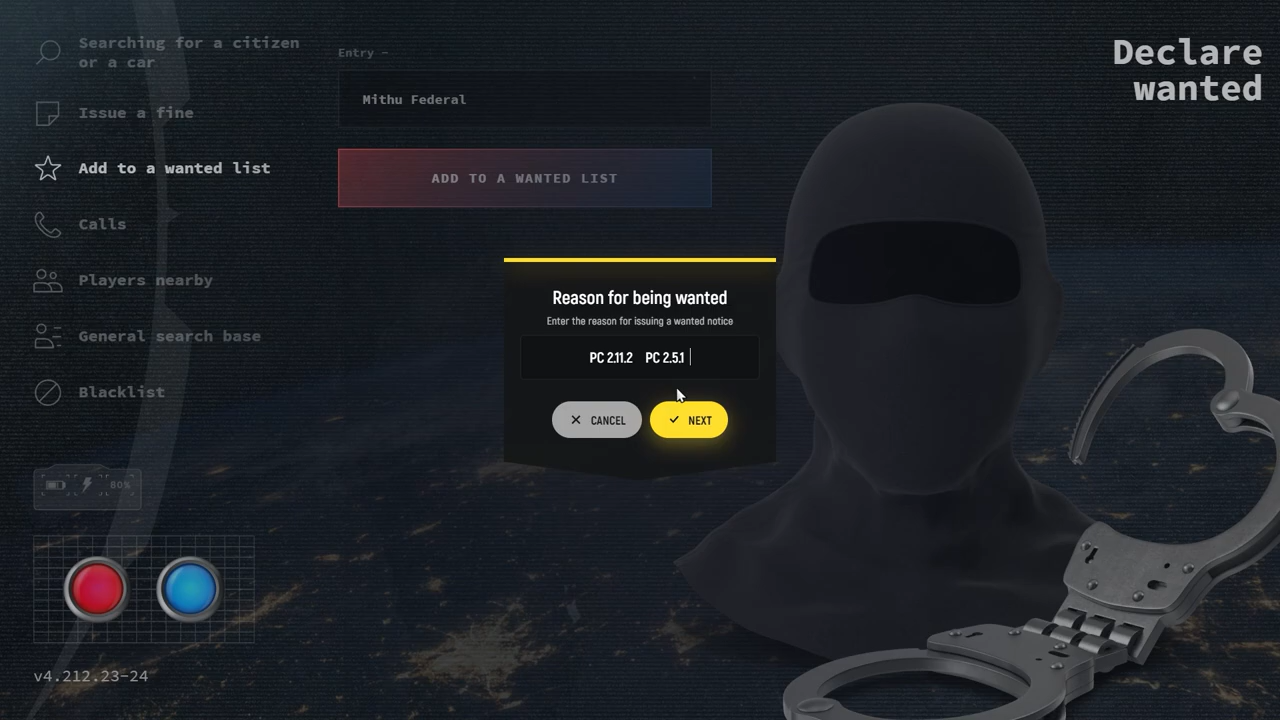 Searching for a citizen
or a car
Issue a fine
Add to a wanted list
Calls
Players nearby
General search base
Blacklist
80%
v4.212.23-24
Entry -
Mithu Federal
ADD TO A WANTED LIST
Declare
wanted
Reason for being wanted
Enter the reason for issuing a wanted notice
PC 2.11.2 PC 2.5.1
CANCEL
NEXT